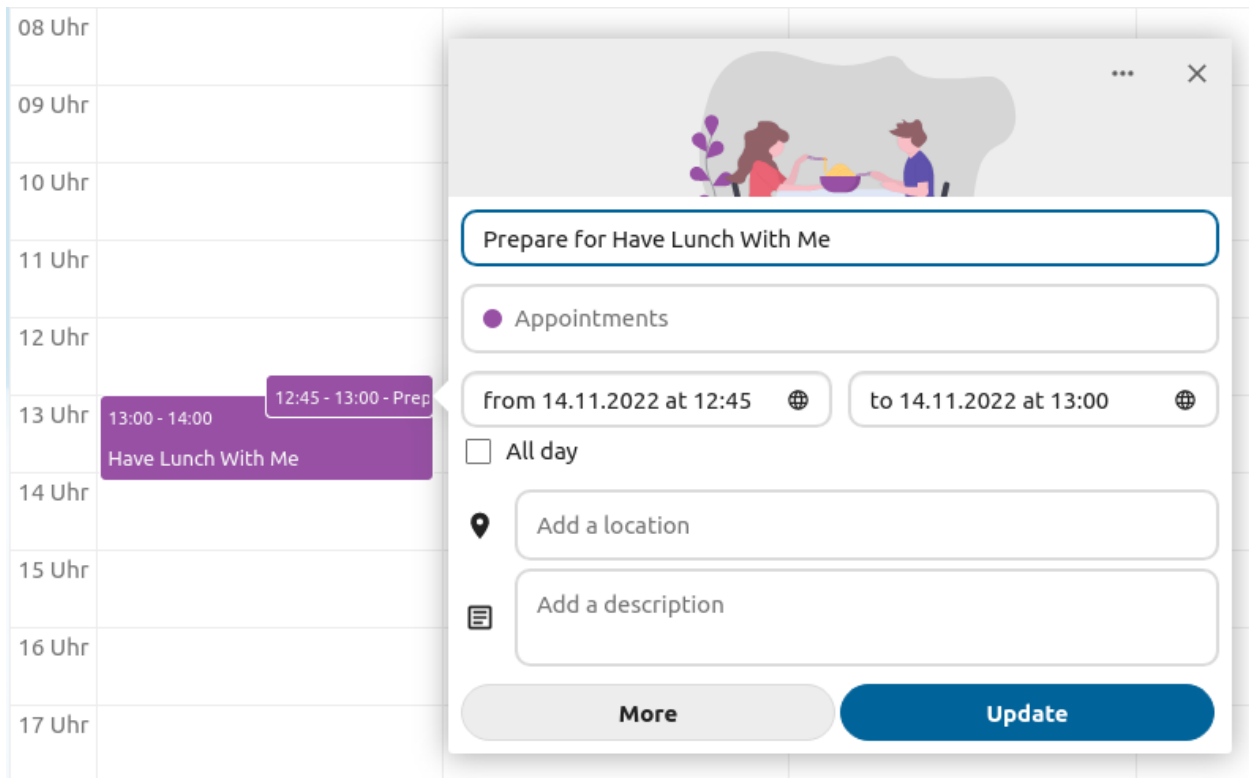 08 Uhr
09 Uhr
10 Uhr
11 Uhr
12 Uhr
12:45 - 13:00 - Prep
13 Uhr
13:00 - 14:00
Have Lunch With Me
14 Uhr
15 Uhr
16 Uhr
17 Uhr
Prepare for Have Lunch With Me
Appointments
from 14.11.2022 at 12:45
to 14.11.2022 at 13:00
All day
Add a location
Add a description
More
Update